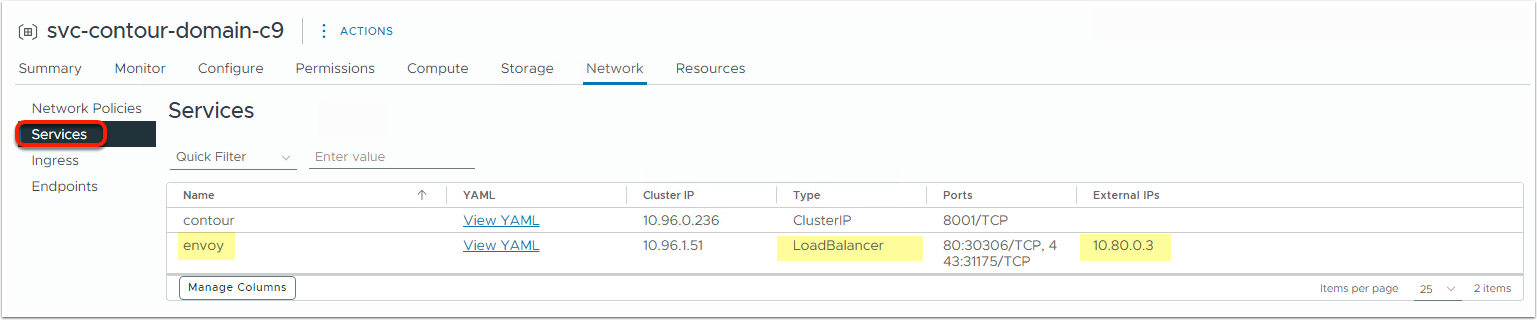 svc-contour-domain-c9 ACTIONS
Summary Monitor Configure Permissions Compute Storage Network Resources
Network Policies
Services
Ingress
Endpoints
Services
Quick Filter Enter value
Name YAML Cluster IP Type Ports External IPs
contour View YAML 10.96.0.236 ClusterIP 8001/TCP
envoy View YAML 10.96.1.51 LoadBalancer 80:30306/TCP, 4 10.80.0.3
43:31175/TCP
Manage Columns Items per page 25 2 items